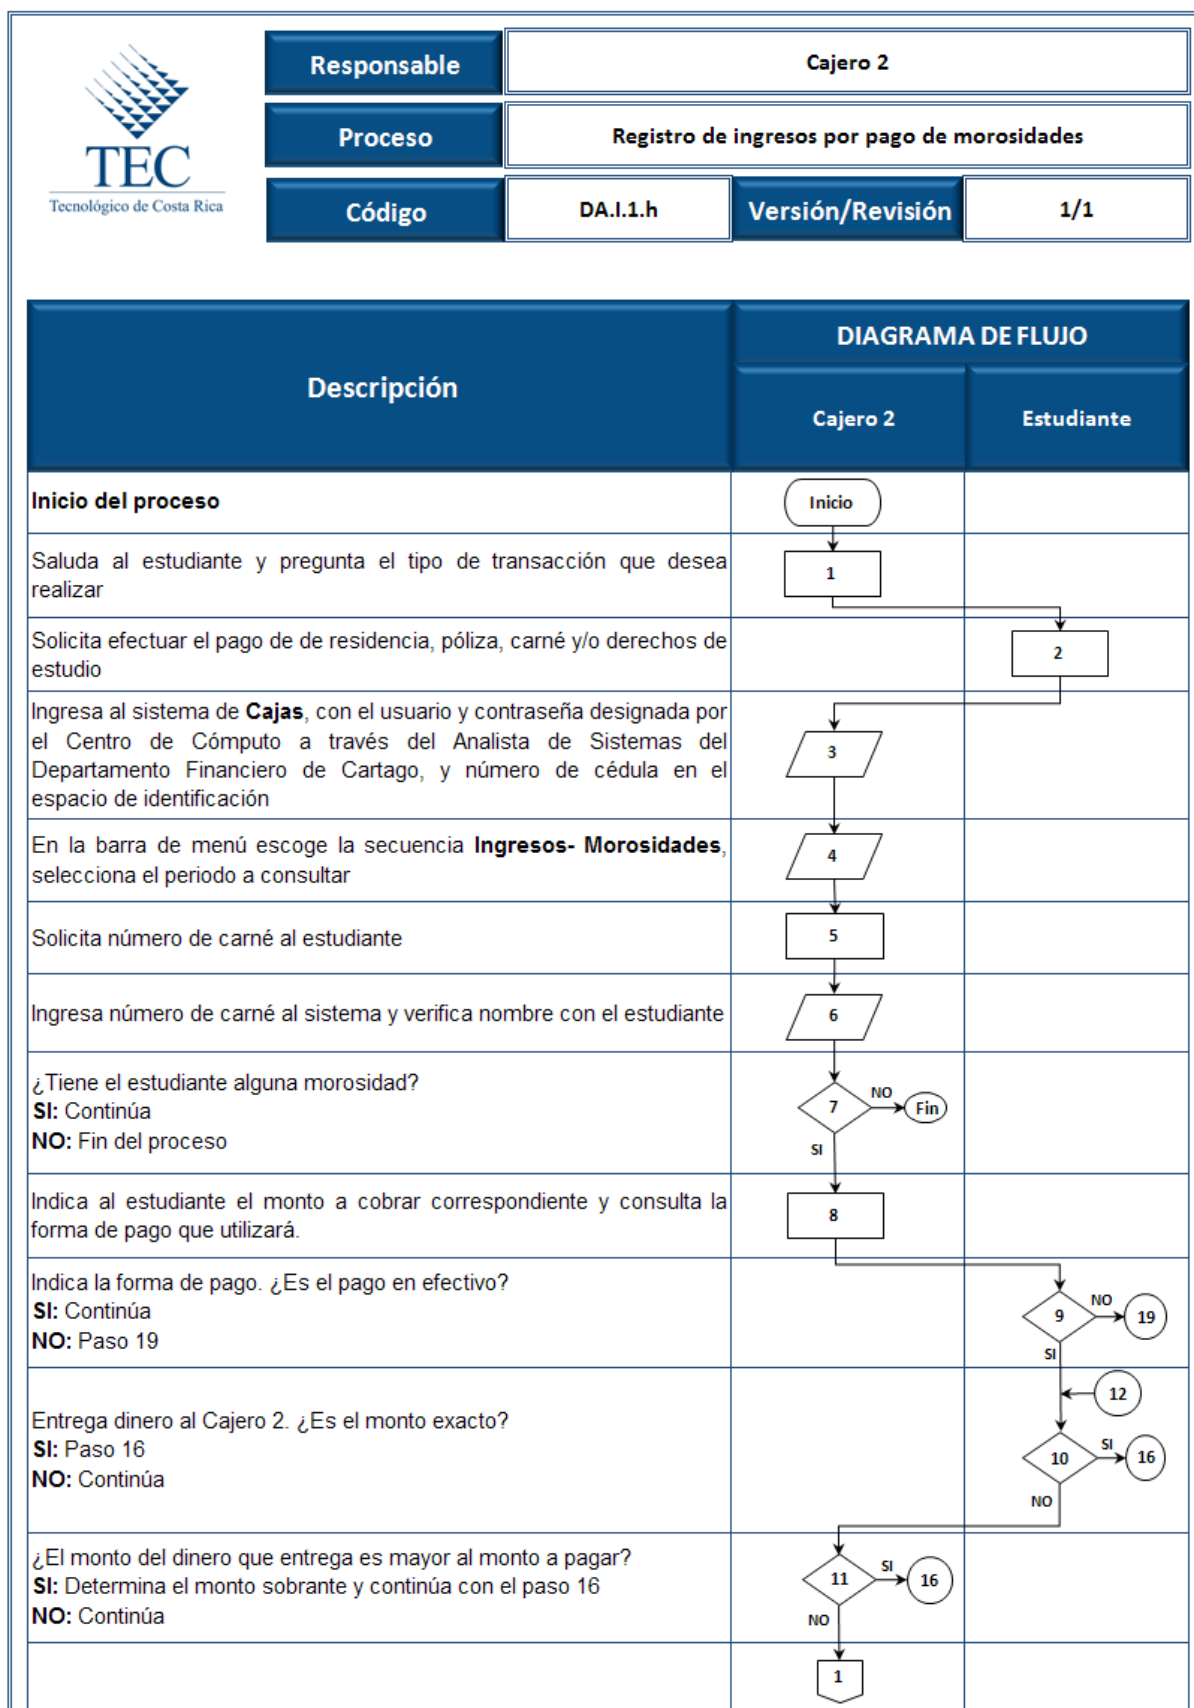 TEC
Tecnológico de Costa Rica
Responsable
Cajero 2
Proceso
Registro de ingresos por pago de morosidades
Código
DA.I.1.h
Versión/Revisión
1/1
Descripción
DIAGRAMA DE FLUJO
Cajero 2
Estudiante
Inicio del proceso
Inicio
Saluda al estudiante y pregunta el tipo de transacción que desea
realizar
1
Solicita efectuar el pago de de residencia, póliza, carné y/o derechos de
estudio
2
Ingresa al sistema de Cajas, con el usuario y contraseña designada por
el Centro de Cómputo a través del Analista de Sistemas del
Departamento Financiero de Cartago, y número de cédula en el
espacio de identificación
3
En la barra de menú escoge la secuencia Ingresos- Morosidades,
selecciona el periodo a consultar
4
Solicita número de carné al estudiante
5
Ingresa número de carné al sistema y verifica nombre con el estudiante
6
¿Tiene el estudiante alguna morosidad?
SI: Continúa
NO: Fin del proceso
7
NO
Fin
SI
Indica al estudiante el monto a cobrar correspondiente y consulta la
forma de pago que utilizará.
8
Indica la forma de pago. ¿Es el pago en efectivo?
SI: Continúa
NO: Paso 19
9
NO
19
SI
12
Entrega dinero al Cajero 2. ¿Es el monto exacto?
SI: Paso 16
NO: Continúa
10
SI
16
NO
¿El monto del dinero que entrega es mayor al monto a pagar?
SI: Determina el monto sobrante y continúa con el paso 16
NO: Continúa
11
SI
16
NO
1